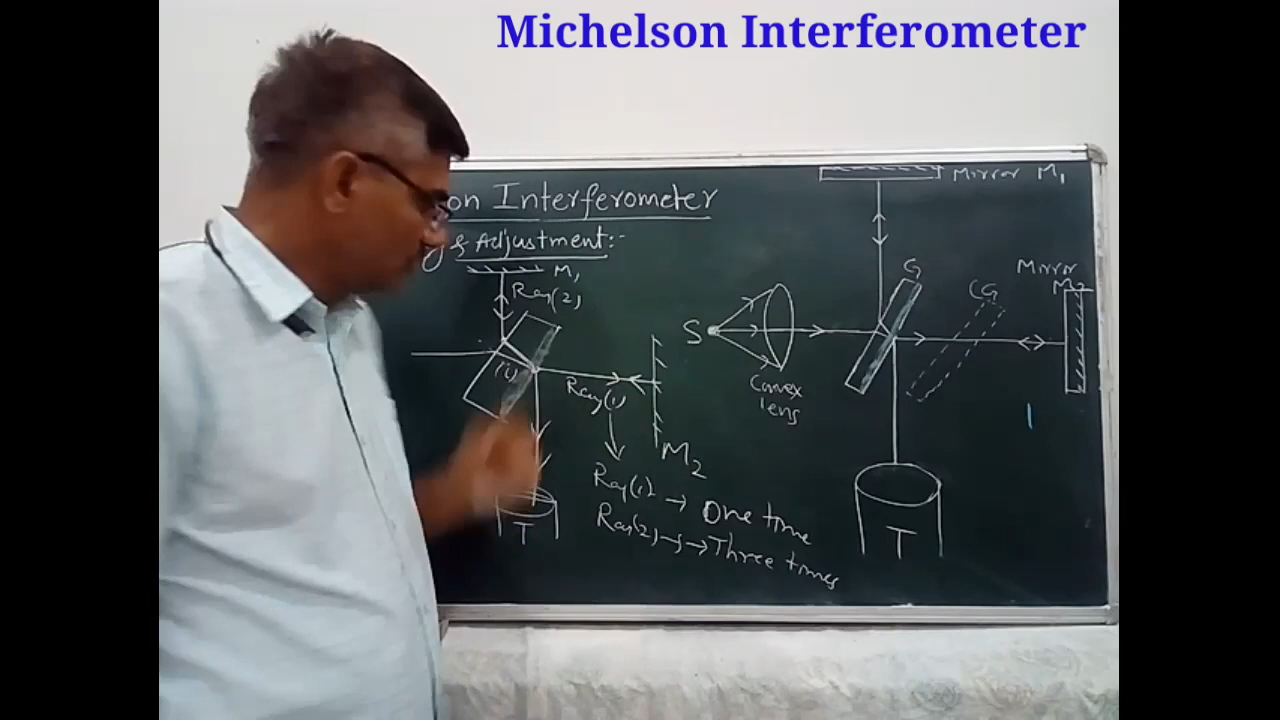 Michelson Interferometer
on Interferometer
& Adjustment:-
M1
Ray(2)
(i)
Ray(1)
M2
T
Ray(1) → One time
Ray(2) → → Three times
Mirror M1
G
CG
Mirror
M2
S
Convex
lens
T